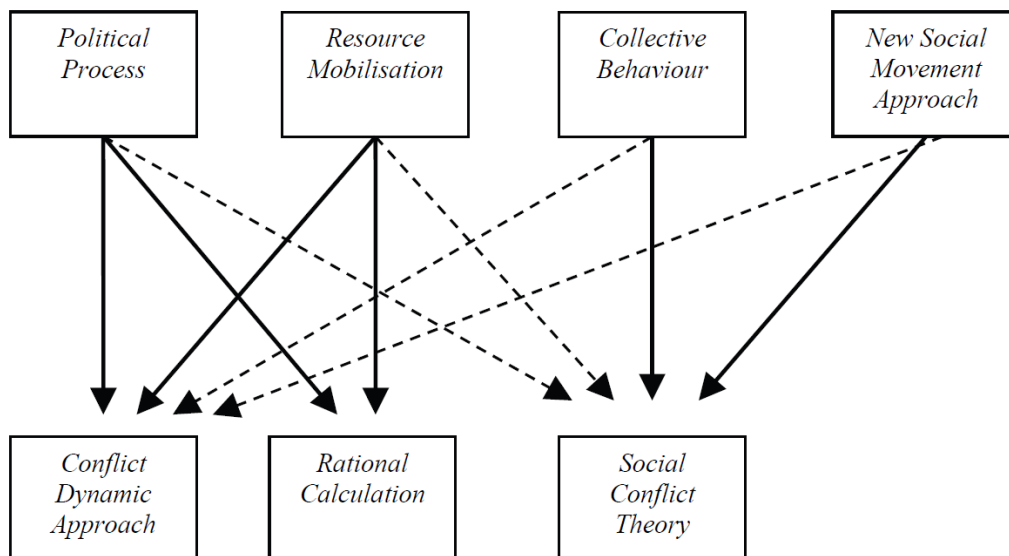 Political
Process
Resource
Mobilisation
Collective
Behaviour
New Social
Movement
Approach
Conflict
Dynamic
Approach
Rational
Calculation
Social
Conflict
Theory